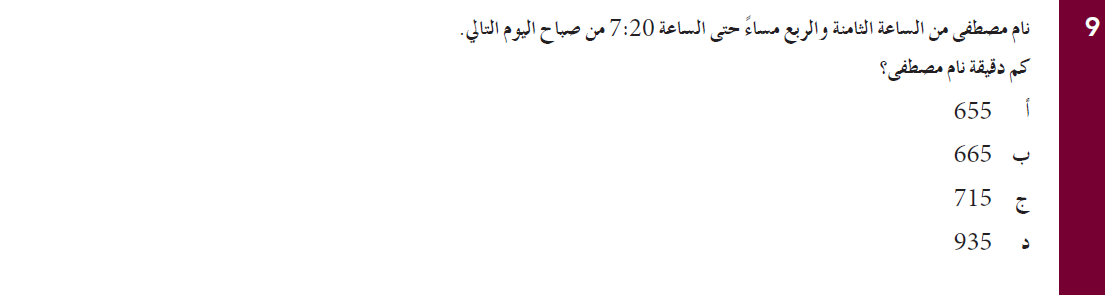 9
نام مصطفى من الساعة الثامنة والربع مساءً حتى الساعة 7:20 من صباح اليوم التالي.
كم دقيقة نام مصطفى؟
أ 655
ب 665
ج 715
د 935